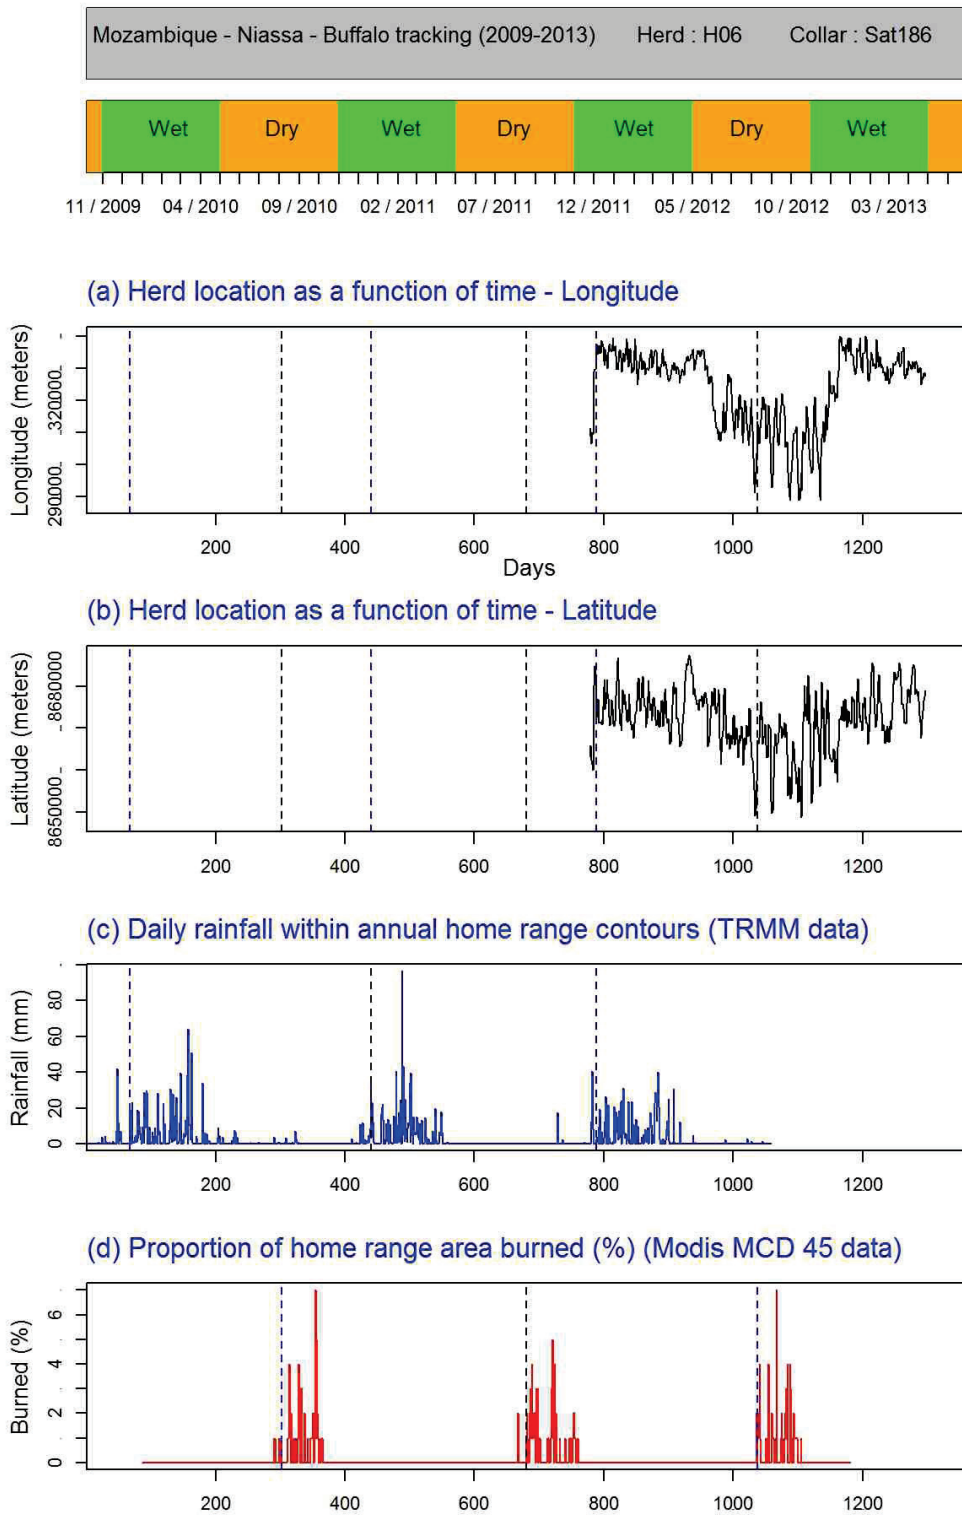 Mozambique - Niassa - Buffalo tracking (2009-2013) Herd : H06 Collar : Sat186
Wet Dry Wet Dry Wet Dry Wet
11 / 2009 04 / 2010 09 / 2010 02 / 2011 07 / 2011 12 / 2011 05 / 2012 10 / 2012 03 / 2013
(a) Herd location as a function of time - Longitude
Longitude (meters)
320000
290000
200 400 600 800 1000 1200
Days
(b) Herd location as a function of time - Latitude
Latitude (meters)
8680000
8650000
200 400 600 800 1000 1200
(c) Daily rainfall within annual home range contours (TRMM data)
Rainfall (mm)
80
60
40
20
0
200 400 600 800 1000 1200
(d) Proportion of home range area burned (%) (Modis MCD 45 data)
Burned (%)
6
4
2
0
200 400 600 800 1000 1200